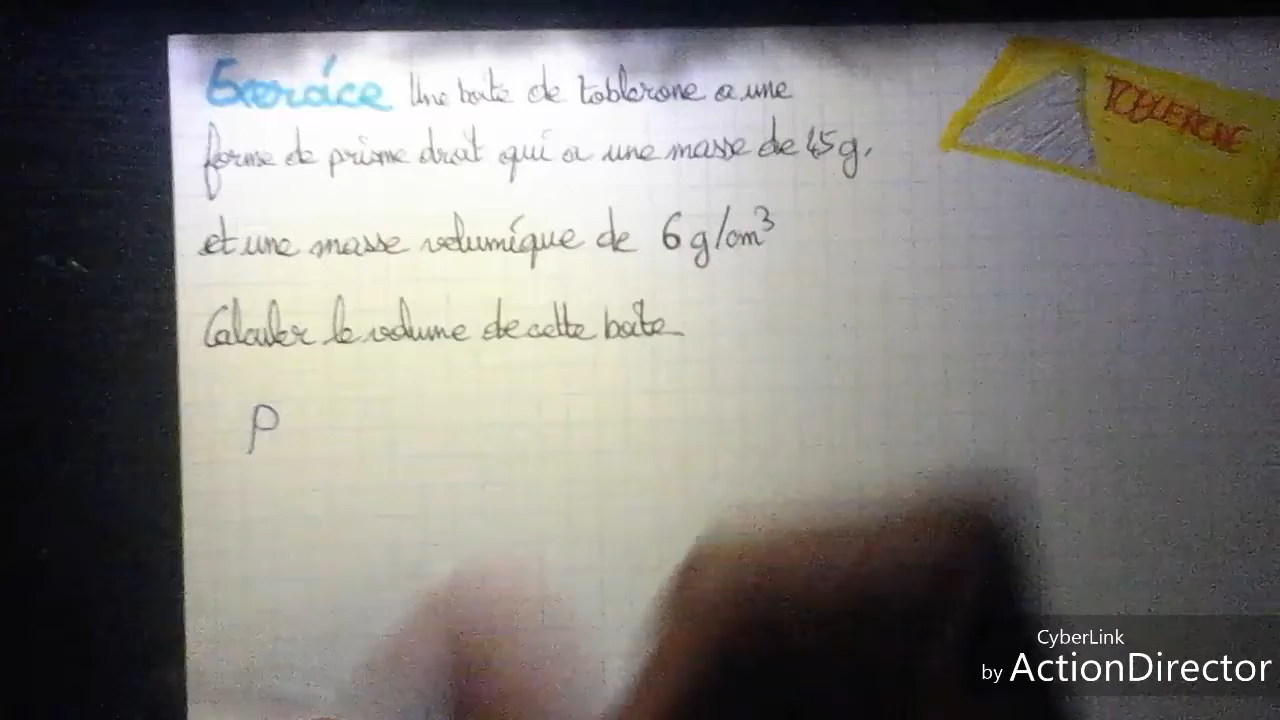 Exercice Une boite de toblerone a une
forme de prisme droit qui a une masse de 45g.
et une masse volumique de 6g/cm³
Calculer le volume de cette boite
ρ
TOBLERONE
CyberLink
by ActionDirector